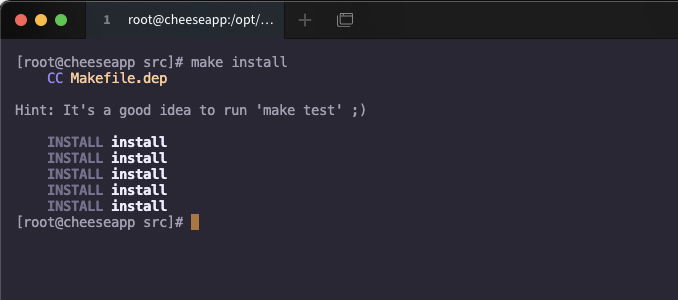 1 root@cheeseapp:/opt/…
[root@cheeseapp src]# make install
CC Makefile.dep
Hint: It's a good idea to run 'make test' ;)
INSTALL install
INSTALL install
INSTALL install
INSTALL install
INSTALL install
[root@cheeseapp src]#